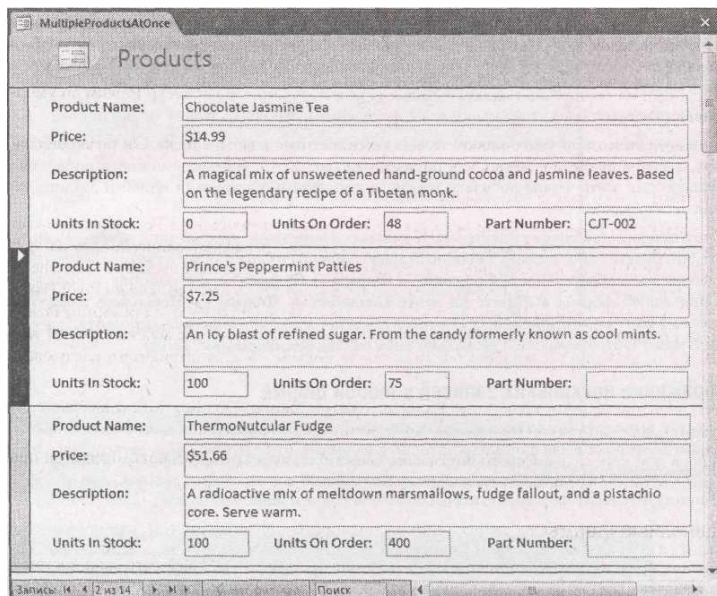 MultipleProductsAtOnce
Products
Product Name: Chocolate Jasmine Tea
Price: $14.99
Description: A magical mix of unsweetened hand-ground cocoa and jasmine leaves. Based
on the legendary recipe of a Tibetan monk.
Units In Stock: 0 Units On Order: 48 Part Number: CJT-002
Product Name: Prince's Peppermint Patties
Price: $7.25
Description: An icy blast of refined sugar. From the candy formerly known as cool mints.
Units In Stock: 100 Units On Order: 75 Part Number:
Product Name: ThermoNutcular Fudge
Price: $51.66
Description: A radioactive mix of meltdown marsmallows, fudge fallout, and a pistachio
core. Serve warm.
Units In Stock: 100 Units On Order: 400 Part Number:
Запись: 2 из 14 Поиск